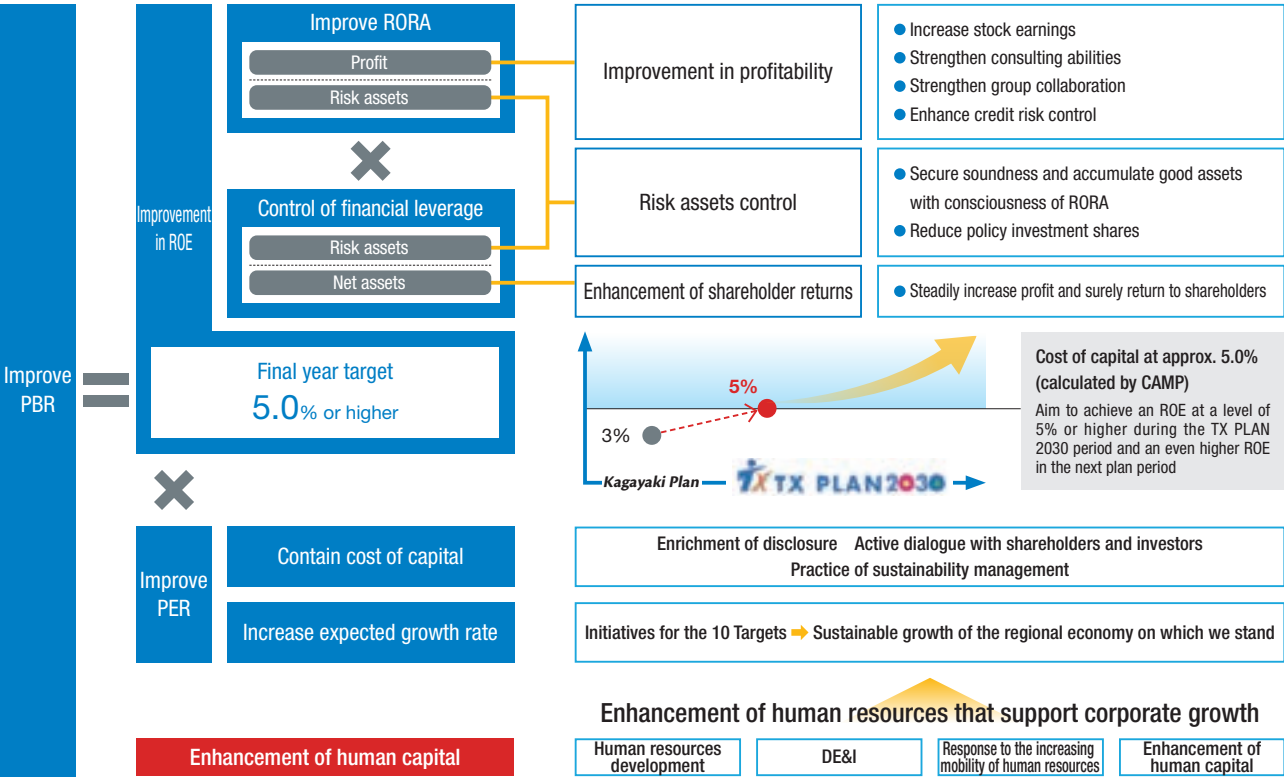 Improve
PBR
Improvement
in ROE
Improve RORA
Profit
Risk assets
Control of financial leverage
Risk assets
Net assets
Improvement in profitability
● Increase stock earnings
● Strengthen consulting abilities
● Strengthen group collaboration
● Enhance credit risk control
Risk assets control
● Secure soundness and accumulate good assets
with consciousness of RORA
● Reduce policy investment shares
Enhancement of shareholder returns
● Steadily increase profit and surely return to shareholders
Final year target
5.0% or higher
3%
5%
Kagayaki Plan
TX TX PLAN2030
Cost of capital at approx. 5.0%
(calculated by CAMP)
Aim to achieve an ROE at a level of
5% or higher during the TX PLAN
2030 period and an even higher ROE
in the next plan period
Improve
PER
Contain cost of capital
Enrichment of disclosure Active dialogue with shareholders and investors
Practice of sustainability management
Increase expected growth rate
Initiatives for the 10 Targets ➡ Sustainable growth of the regional economy on which we stand
Enhancement of human resources that support corporate growth
Enhancement of human capital
Human resources
development
DE&I
Response to the increasing
mobility of human resources
Enhancement of
human capital